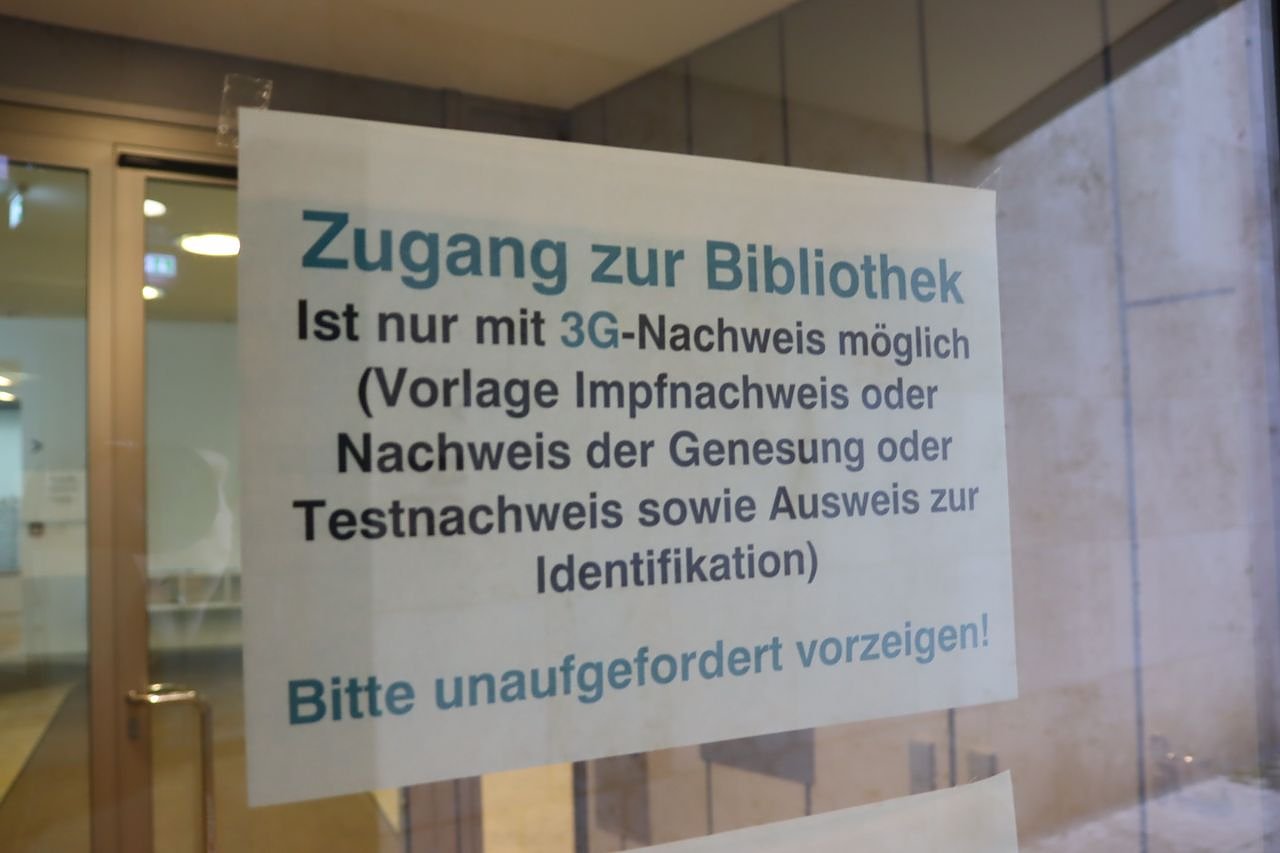 Zugang zur Bibliothek
Ist nur mit 3G-Nachweis möglich
(Vorlage Impfnachweis oder
Nachweis der Genesung oder
Testnachweis sowie Ausweis zur
Identifikation)
Bitte unaufgefordert vorzeigen!